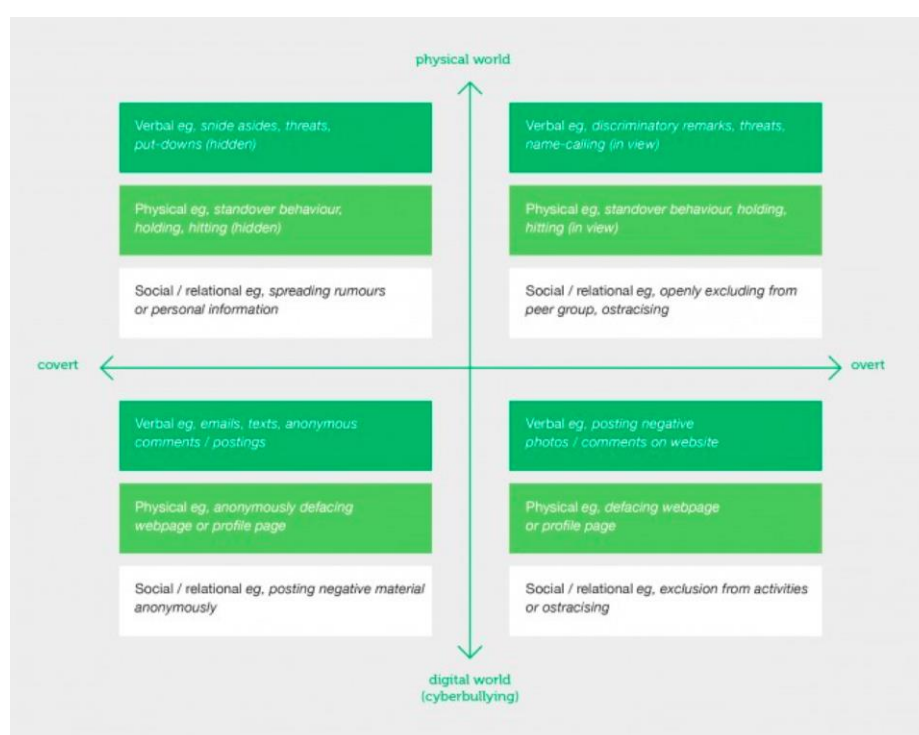 physical world
Verbal eg, snide asides, threats,
put-downs (hidden)
Verbal eg, discriminatory remarks, threats,
name-calling (in view)
Physical eg, standover behaviour,
holding, hitting (hidden)
Physical eg, standover behaviour, holding,
hitting (in view)
Social / relational eg, spreading rumours
or personal information
Social / relational eg, openly excluding from
peer group, ostracising
covert
overt
Verbal eg, emails, texts, anonymous
comments / postings
Verbal eg, posting negative
photos / comments on website
Physical eg, anonymously defacing
webpage or profile page
Physical eg, defacing webpage
or profile page
Social / relational eg, posting negative material
anonymously
Social / relational eg, exclusion from activities
or ostracising
digital world
(cyberbullying)